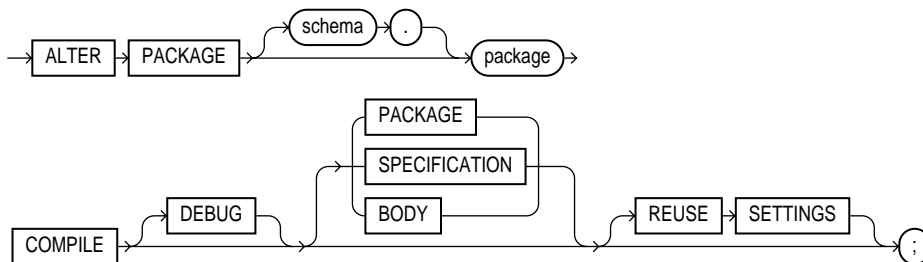 schema .
ALTER PACKAGE package
PACKAGE
SPECIFICATION
DEBUG BODY REUSE SETTINGS
COMPILE ;